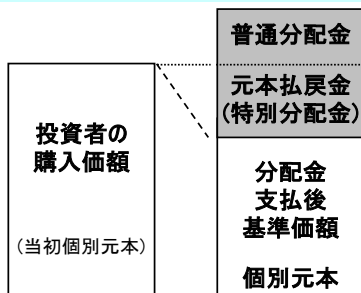 投資者の
購入価額
(当初個別元本)
普通分配金
元本払戻金
(特別分配金)
分配金
支払後
基準価額
個別元本